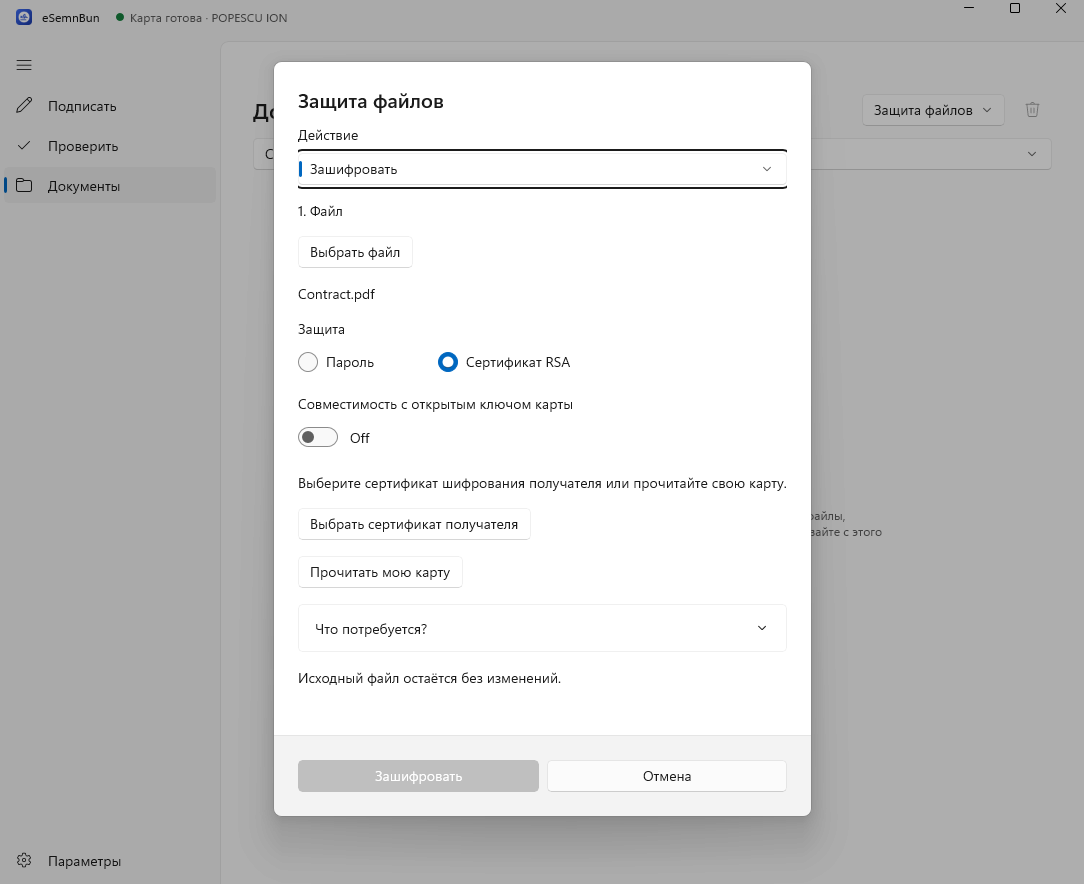 eSemnBun
Карта готова · POPESCU ION
Подписать
Проверить
Документы
Параметры
Защита файлов
Защита файлов
Действие
Зашифровать
1. Файл
Выбрать файл
Contract.pdf
Защита
Пароль
Сертификат RSA
Совместимость с открытым ключом карты
Off
Выберите сертификат шифрования получателя или прочитайте свою карту.
Выбрать сертификат получателя
Прочитать мою карту
Что потребуется?
Исходный файл остаётся без изменений.
Зашифровать
Отмена